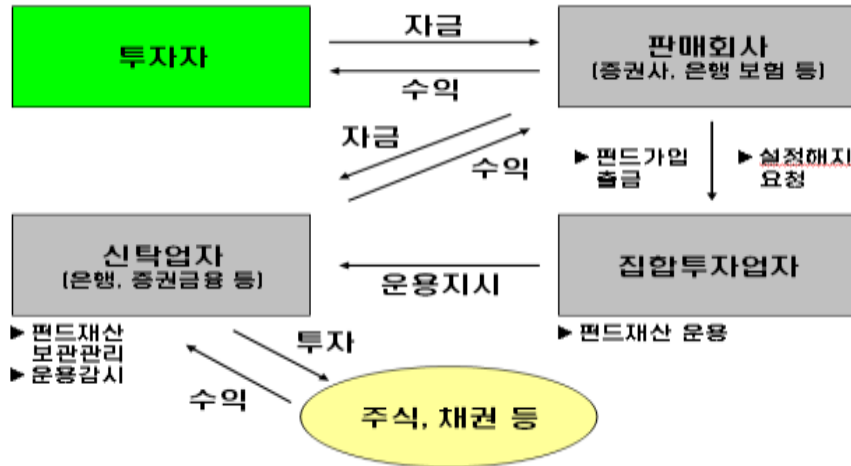 투자자
자금
수익
판매회사
(증권사, 은행 보험 등)
자금
수익
▶ 펀드가입
출금
▶ 설정해지
요청
신탁업자
(은행, 증권금융 등)
운용지시
집합투자업자
▶ 펀드재산
보관관리
▶ 운용감시
▶ 펀드재산 운용
투자
수익
주식, 채권 등